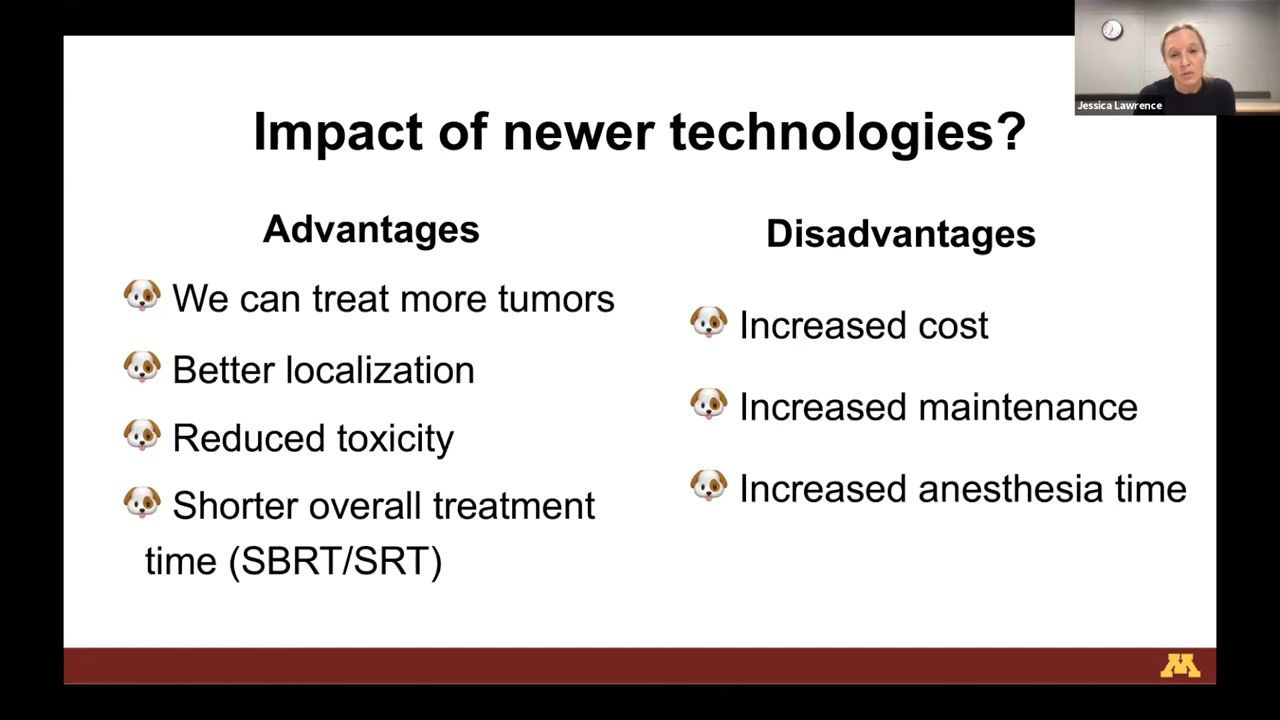 Jessica Lawrence
Impact of newer technologies?
Advantages
We can treat more tumors
Better localization
Reduced toxicity
Shorter overall treatment
time (SBRT/SRT)
Disadvantages
Increased cost
Increased maintenance
Increased anesthesia time
M